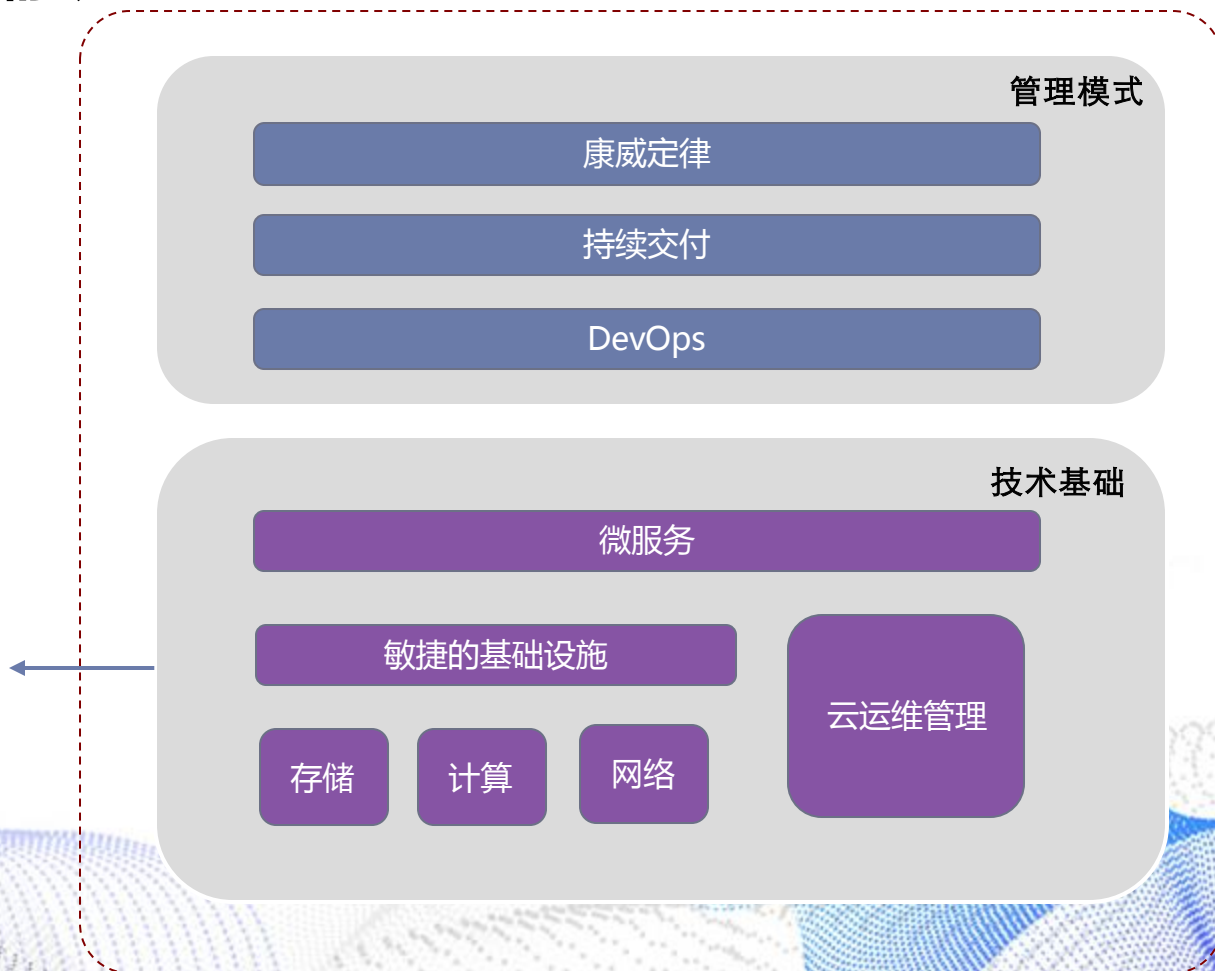 管理模式
康威定律
持续交付
DevOps
技术基础
微服务
敏捷的基础设施
云运维管理
存储
计算
网络